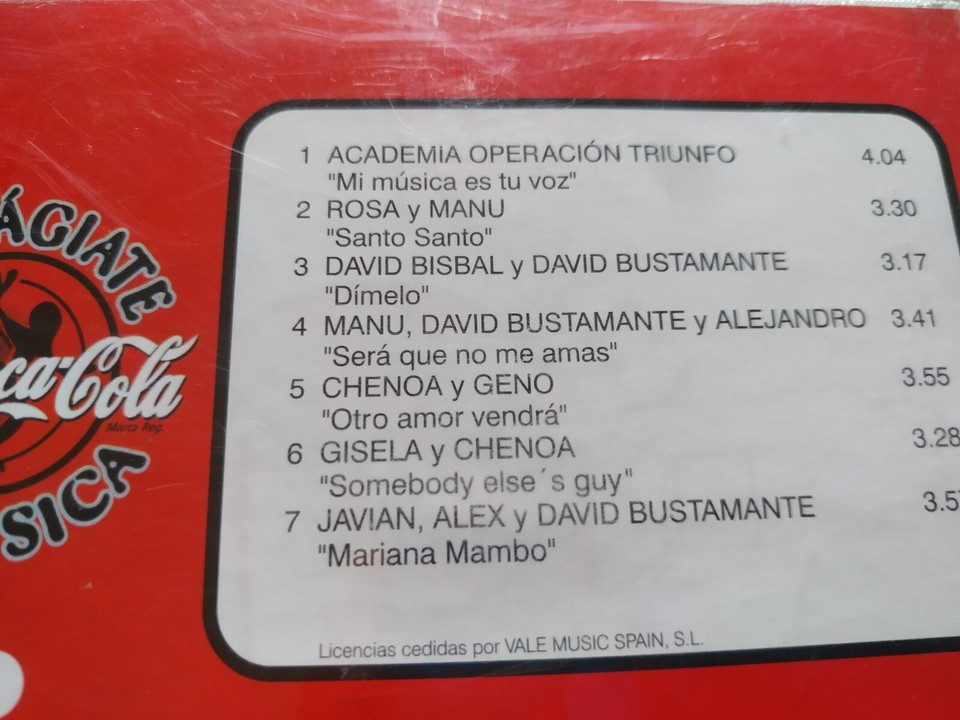 1 ACADEMIA OPERACIÓN TRIUNFO 4.04
"Mi música es tu voz"
2 ROSA y MANU 3.30
"Santo Santo"
3 DAVID BISBAL y DAVID BUSTAMANTE 3.17
"Dímelo"
4 MANU, DAVID BUSTAMANTE y ALEJANDRO 3.41
"Será que no me amas"
5 CHENOA y GENO 3.55
"Otro amor vendrá"
6 GISELA y CHENOA 3.28
"Somebody else´s guy"
7 JAVIAN, ALEX y DAVID BUSTAMANTE 3.5
"Mariana Mambo"
Licencias cedidas por VALE MUSIC SPAIN, S.L.
ÁGIATE
ca-Cola
Marca Reg.
SICA